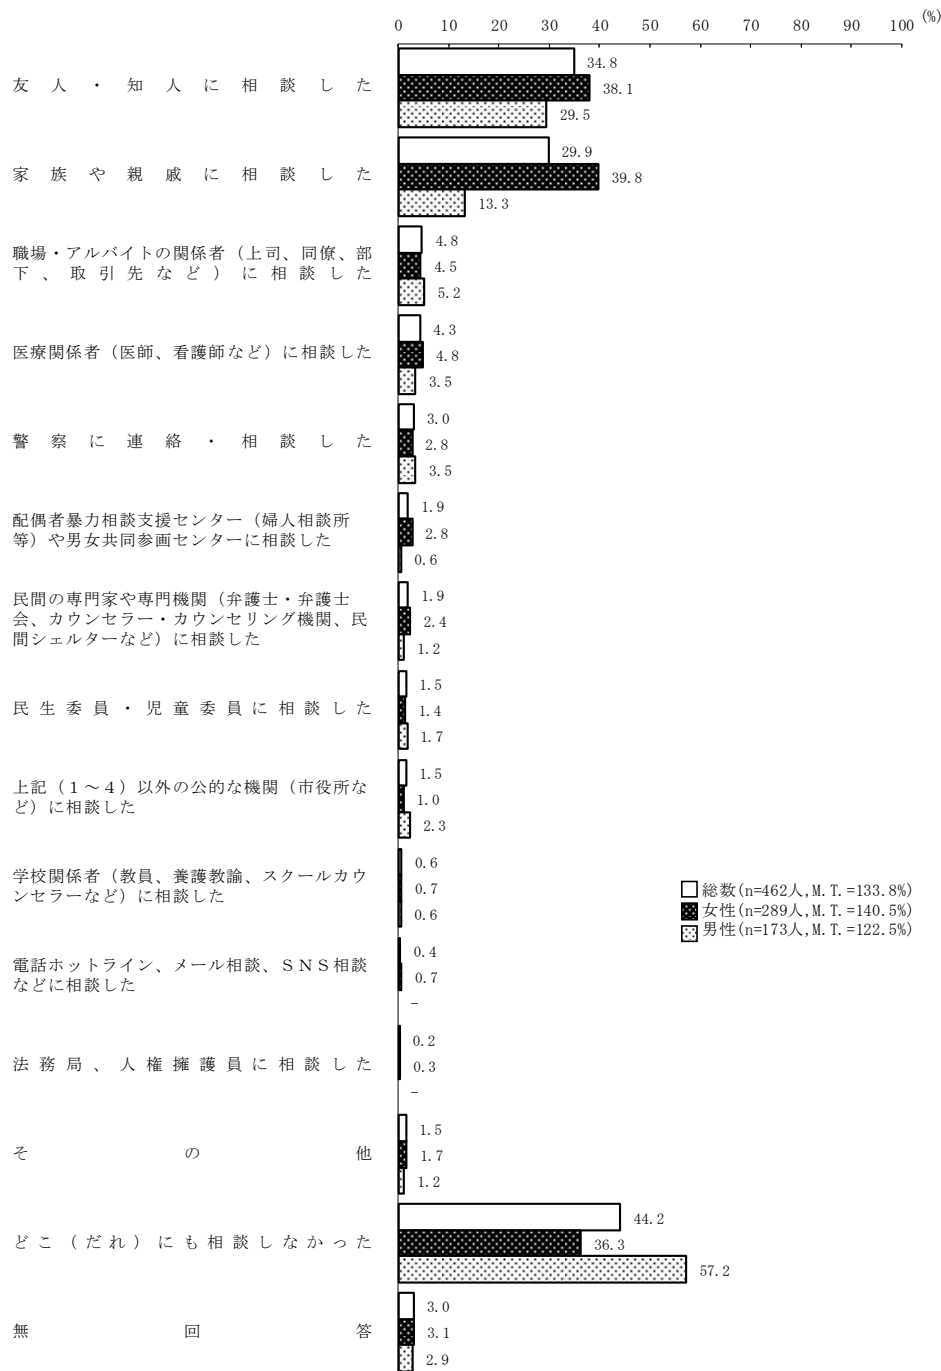 0 10 20 30 40 50 60 70 80 90 100 (%)
友人・知人に相談した
34.8
38.1
29.5
家族や親戚に相談した
29.9
39.8
13.3
職場・アルバイトの関係者（上司、同僚、部
下、取引先など）に相談した
4.8
4.5
5.2
医療関係者（医師、看護師など）に相談した
4.3
4.8
3.5
警察に連絡・相談した
3.0
2.8
3.5
配偶者暴力相談支援センター（婦人相談所
等）や男女共同参画センターに相談した
1.9
2.8
0.6
民間の専門家や専門機関（弁護士・弁護士
会、カウンセラー・カウンセリング機関、民
間シェルターなど）に相談した
1.9
2.4
1.2
民生委員・児童委員に相談した
1.5
1.4
1.7
上記（１～４）以外の公的な機関（市役所な
ど）に相談した
1.5
1.0
2.3
学校関係者（教員、養護教諭、スクールカウ
ンセラーなど）に相談した
0.6
0.7
0.6
総数(n=462人,M.T.=133.8%)
女性(n=289人,M.T.=140.5%)
男性(n=173人,M.T.=122.5%)
電話ホットライン、メール相談、ＳＮＳ相談
などに相談した
0.4
0.7
-
法務局、人権擁護員に相談した
0.2
0.3
-
その他
1.5
1.7
1.2
どこ（だれ）にも相談しなかった
44.2
36.3
57.2
無回答
3.0
3.1
2.9